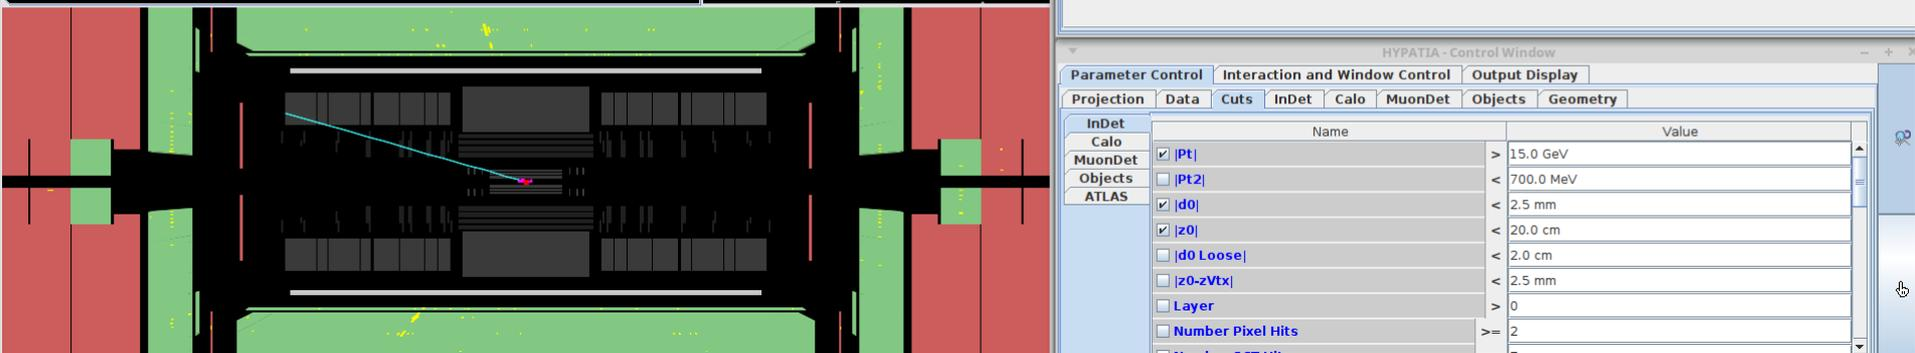 HYPATIA - Control Window
Parameter Control Interaction and Window Control Output Display
Projection Data Cuts InDet Calo MuonDet Objects Geometry
InDet
Calo
MuonDet
Objects
ATLAS
Name Value
|Pt| > 15.0 GeV
|Pt2| < 700.0 MeV
|d0| < 2.5 mm
|z0| < 20.0 cm
|d0 Loose| < 2.0 cm
|z0-zVtx| < 2.5 mm
Layer > 0
Number Pixel Hits >= 2